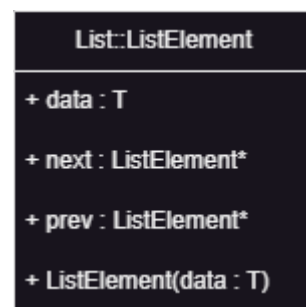 List::ListElement
+ data : T
+ next : ListElement*
+ prev : ListElement*
+ ListElement(data : T)